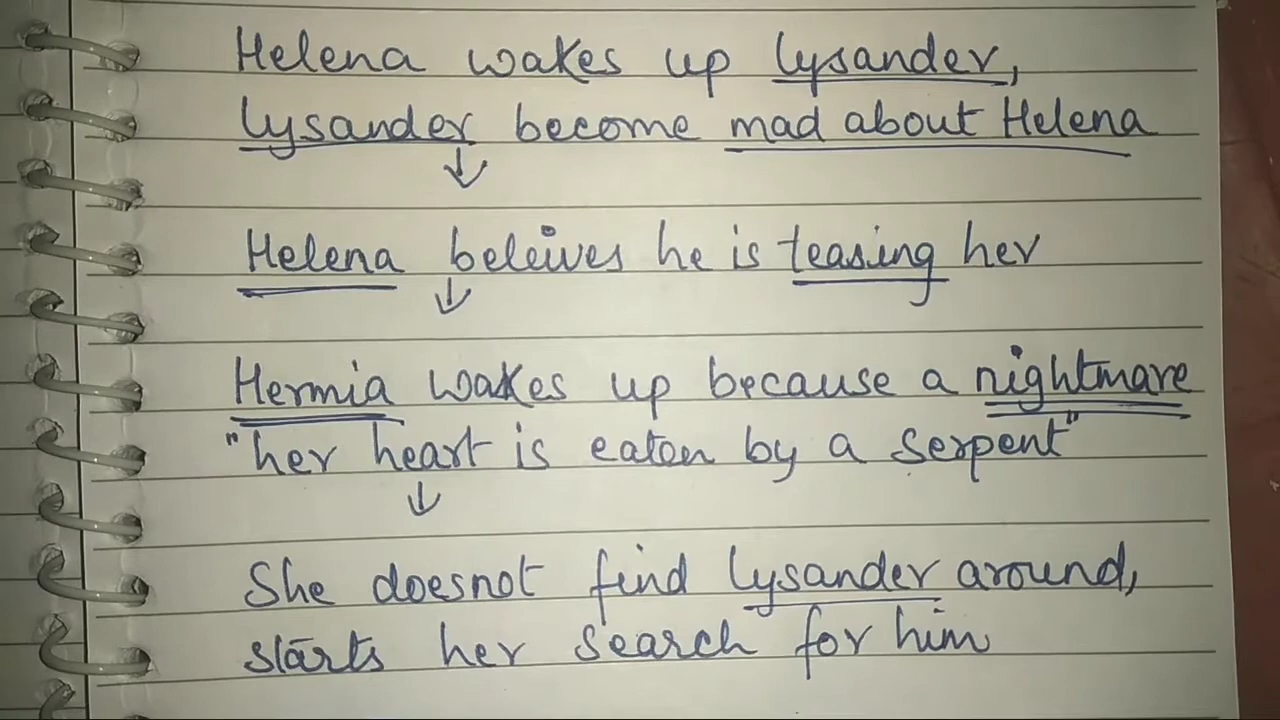 Helena wakes up lysander,
lysander become mad about Helena
↓
Helena beleives he is teasing her
↓
Hermia wakes up because a nightmare
"her heart is eaten by a serpent"
↓
She doesnot find lysander around,
starts her search for him